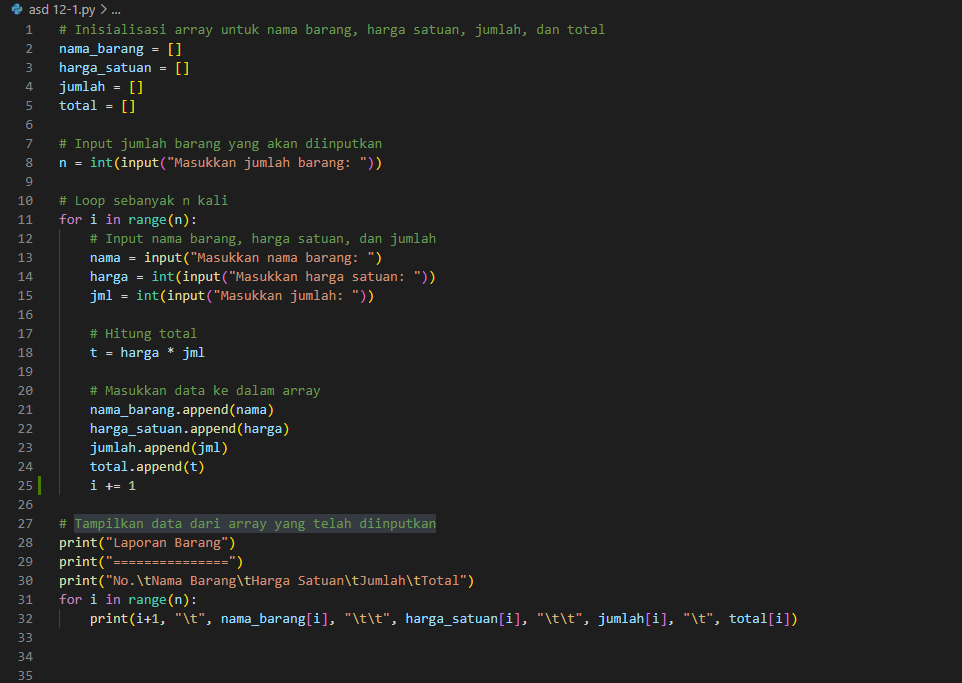 asd 12-1.py > ...
1 # Inisialisasi array untuk nama barang, harga satuan, jumlah, dan total
2 nama_barang = []
3 harga_satuan = []
4 jumlah = []
5 total = []
6
7 # Input jumlah barang yang akan diinputkan
8 n = int(input("Masukkan jumlah barang: "))
9
10 # Loop sebanyak n kali
11 for i in range(n):
12     # Input nama barang, harga satuan, dan jumlah
13     nama = input("Masukkan nama barang: ")
14     harga = int(input("Masukkan harga satuan: "))
15     jml = int(input("Masukkan jumlah: "))
16
17     # Hitung total
18     t = harga * jml
19
20     # Masukkan data ke dalam array
21     nama_barang.append(nama)
22     harga_satuan.append(harga)
23     jumlah.append(jml)
24     total.append(t)
25     i += 1
26
27 # Tampilkan data dari array yang telah diinputkan
28 print("Laporan Barang")
29 print("===============")
30 print("No.\tNama Barang\tHarga Satuan\tJumlah\tTotal")
31 for i in range(n):
32     print(i+1, "\t", nama_barang[i], "\t\t", harga_satuan[i], "\t\t", jumlah[i], "\t", total[i])
33
34
35